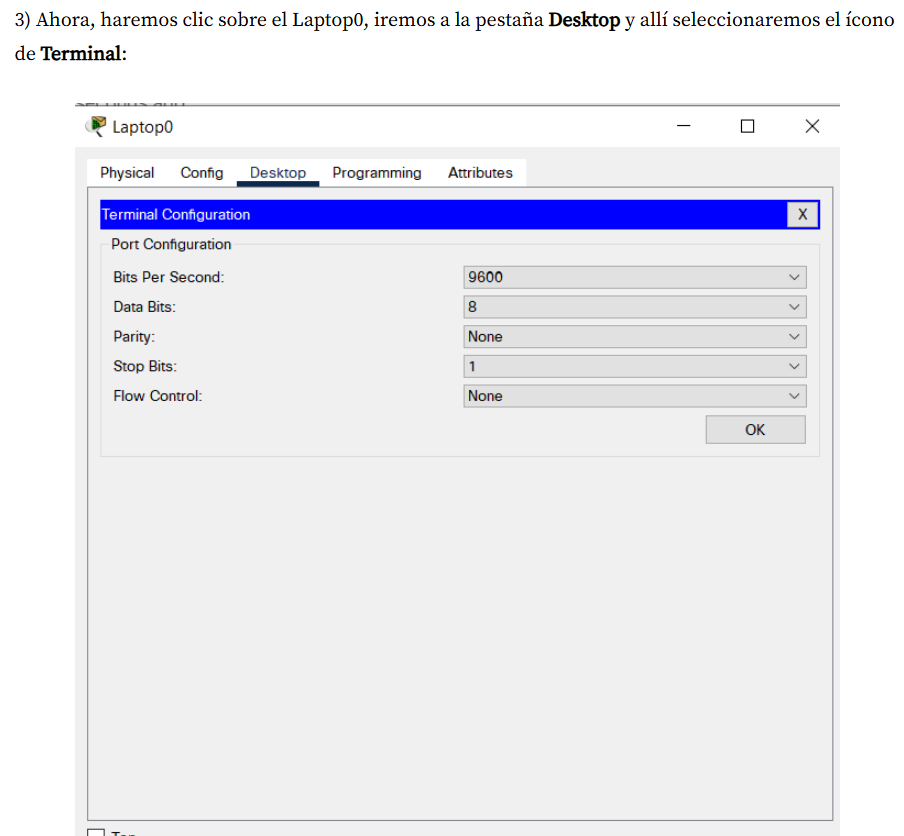 3) Ahora, haremos clic sobre el Laptop0, iremos a la pestaña Desktop y allí seleccionaremos el ícono
de Terminal:
Laptop0
Physical Config Desktop Programming Attributes
Terminal Configuration X
Port Configuration
Bits Per Second: 9600
Data Bits: 8
Parity: None
Stop Bits: 1
Flow Control: None
OK